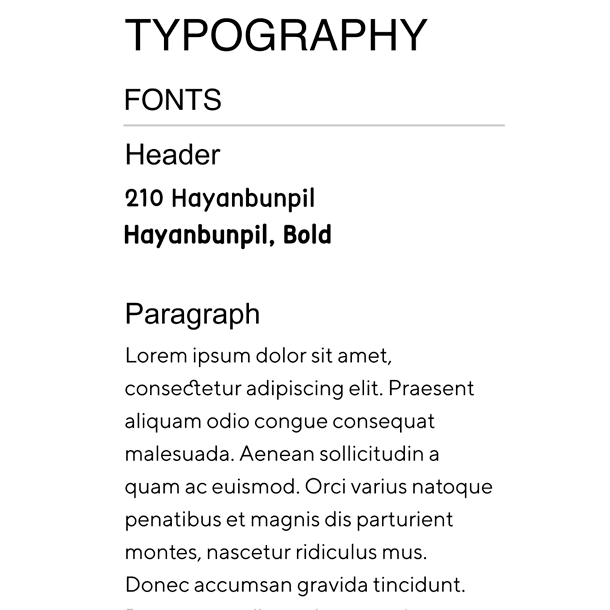 TYPOGRAPHY
FONTS
Header
210 Hayanbunpil
Hayanbunpil, Bold
Paragraph
Lorem ipsum dolor sit amet,
consectetur adipiscing elit. Praesent
aliquam odio congue consequat
malesuada. Aenean sollicitudin a
quam ac euismod. Orci varius natoque
penatibus et magnis dis parturient
montes, nascetur ridiculus mus.
Donec accumsan gravida tincidunt.